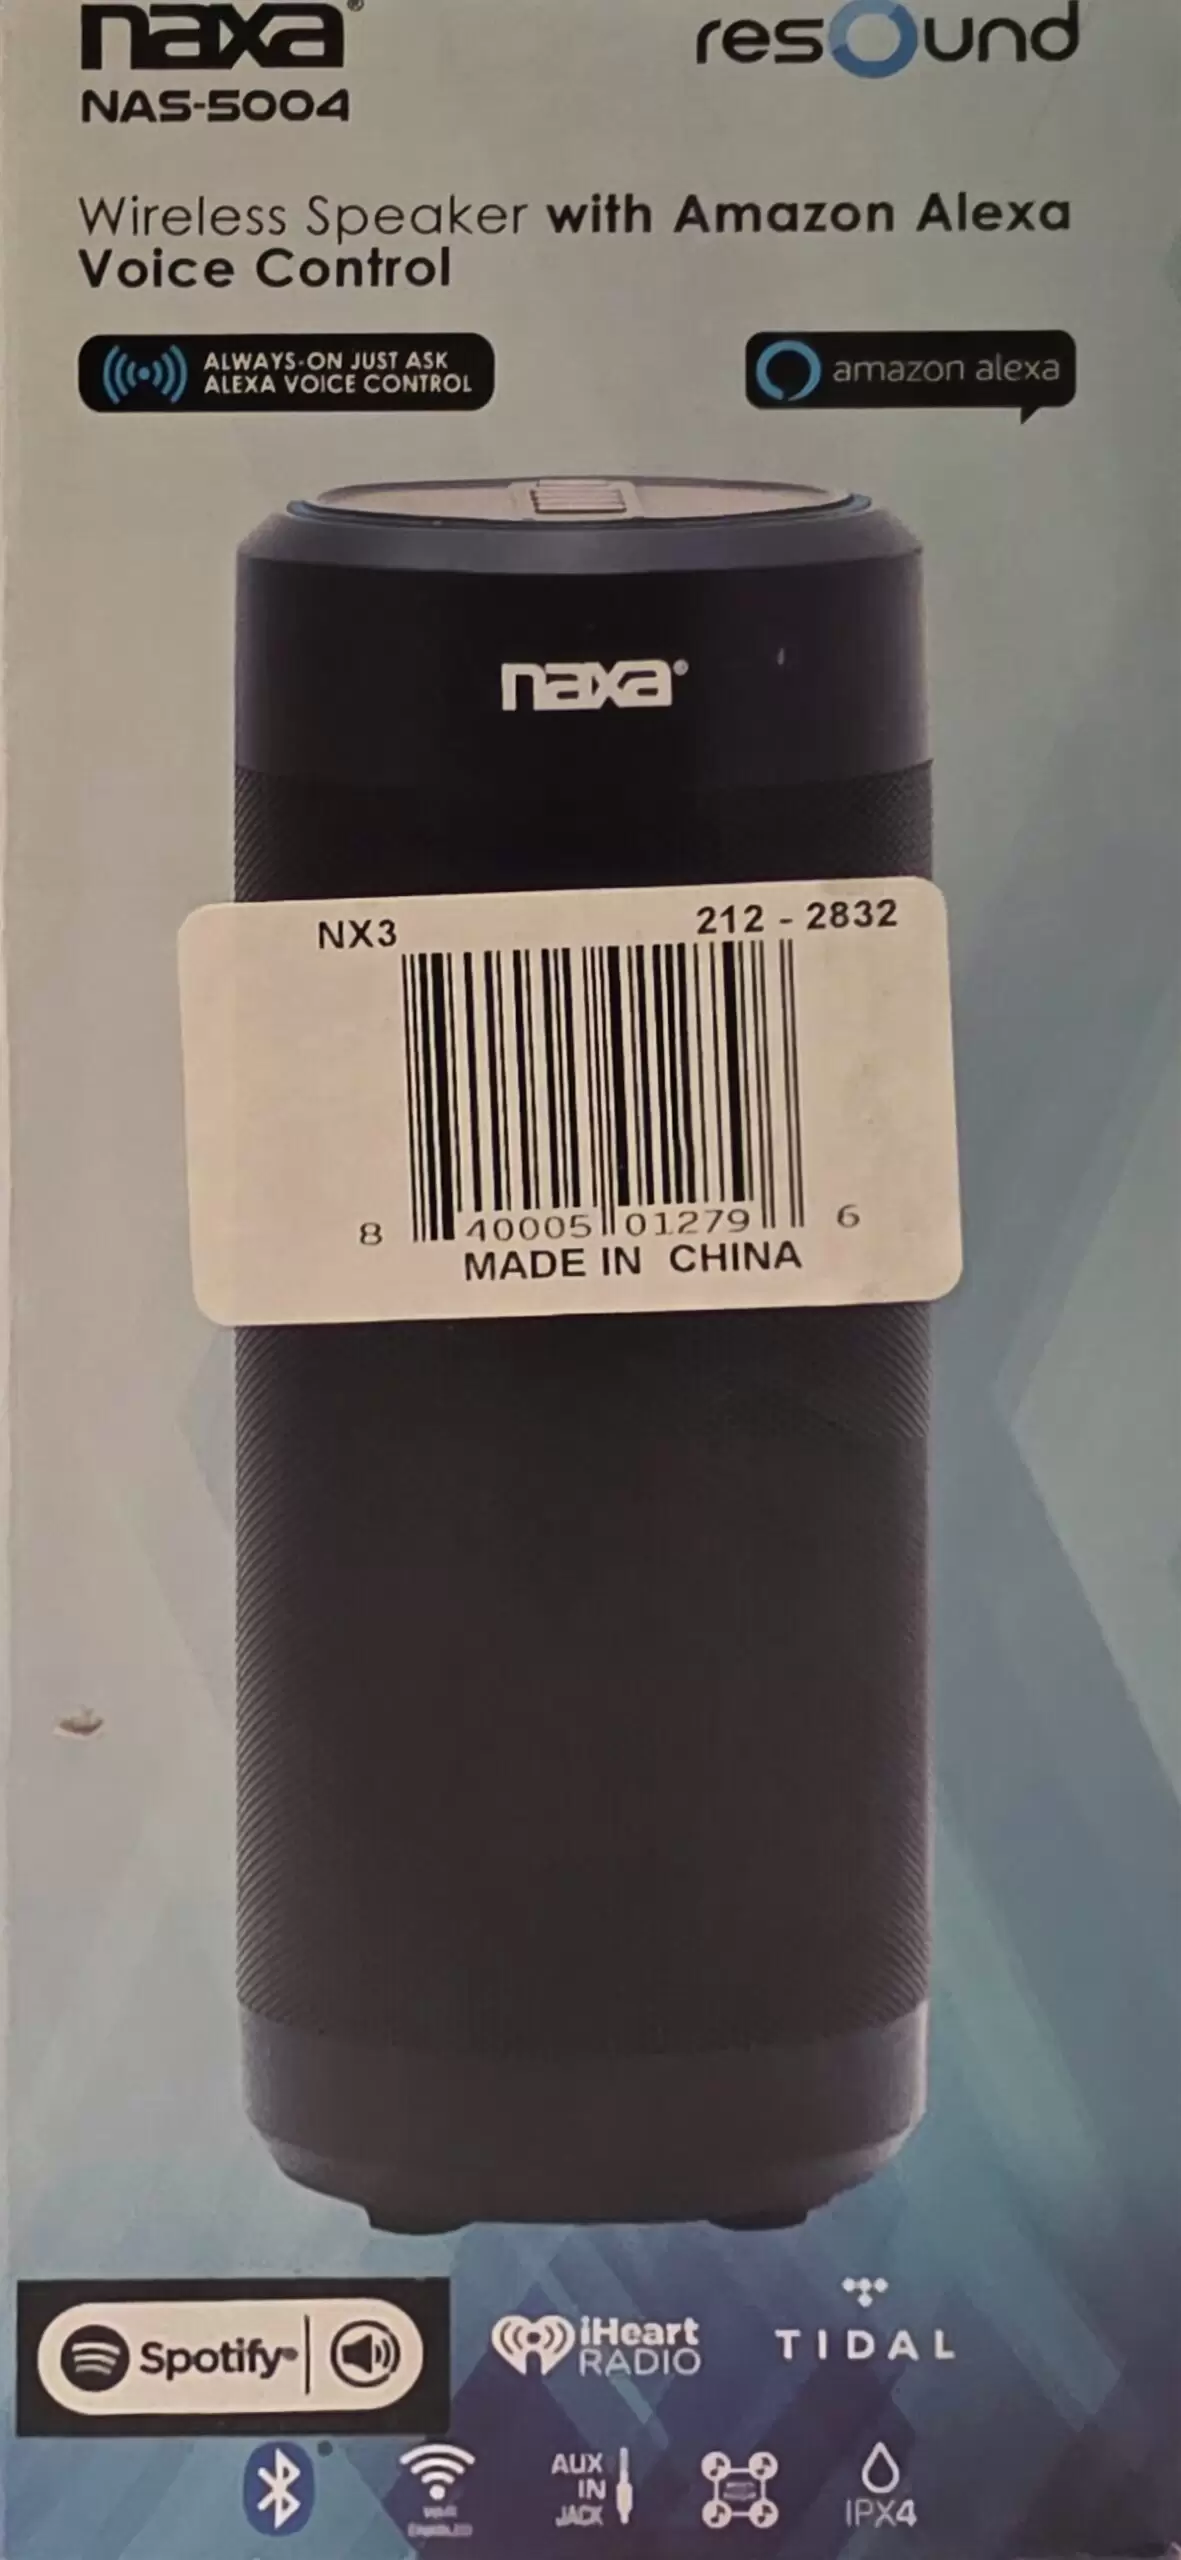 naxa®
resound
NAS-5004
Wireless Speaker with Amazon Alexa
Voice Control
ALWAYS-ON JUST ASK
ALEXA VOICE CONTROL
amazon alexa
naxa®
NX3 212 - 2832
8 40005 01279 6
MADE IN CHINA
Spotify
iHeart
RADIO
TIDAL
AUX
IN
JACK
IPX4